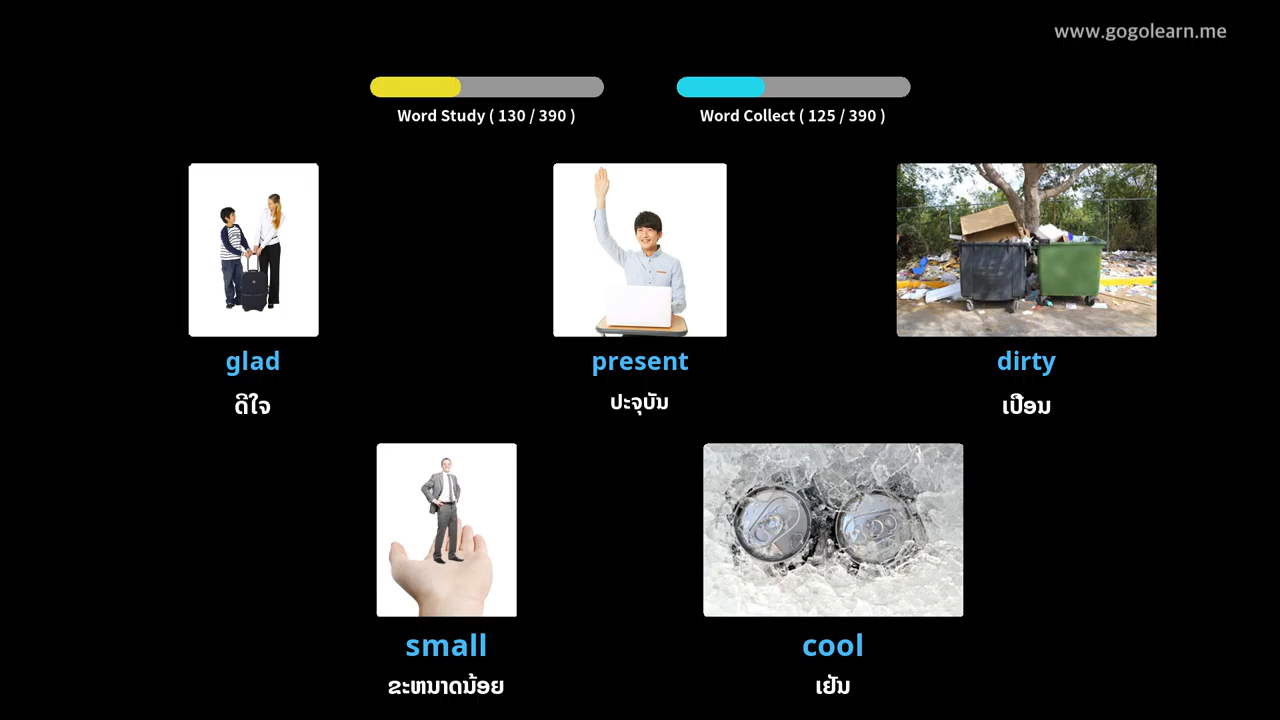 www.gogolearn.me
Word Study ( 130 / 390 )
Word Collect ( 125 / 390 )
glad
present
dirty
ດີໃຈ
ປະຈຸບັນ
ເປືອນ
small
cool
ຂະຫນາດນ້ອຍ
ເຢັນ